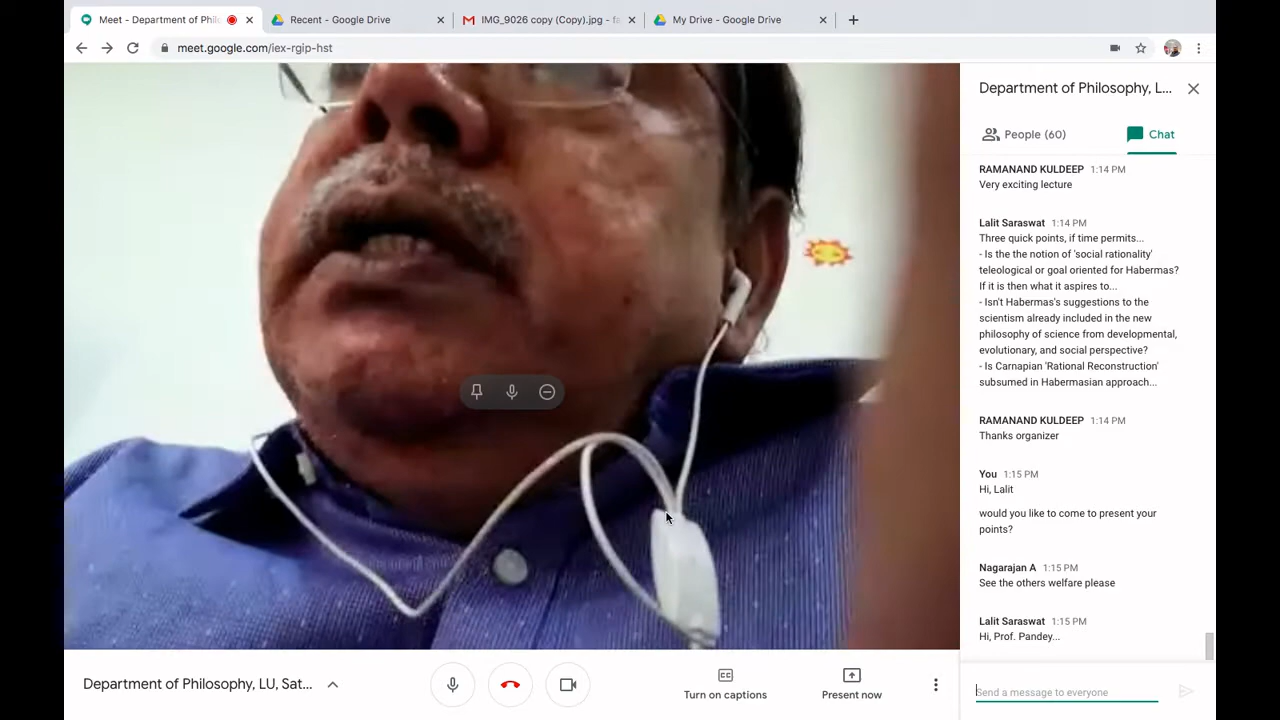 Meet - Department of Phile
Recent - Google Drive
IMG_9026 copy (Copy).jpg - fa
My Drive - Google Drive
meet.google.com/iex-rgip-hst
Department of Philosophy, L...
People (60)
Chat
RAMANAND KULDEEP 1:14 PM
Very exciting lecture
Lalit Saraswat 1:14 PM
Three quick points, if time permits...
- Is the the notion of 'social rationality'
teleological or goal oriented for Habermas?
If it is then what it aspires to...
- Isn't Habermas's suggestions to the
scientism already included in the new
philosophy of science from developmental,
evolutionary, and social perspective?
- Is Carnapian 'Rational Reconstruction'
subsumed in Habermasian approach...
RAMANAND KULDEEP 1:14 PM
Thanks organizer
You 1:15 PM
Hi, Lalit
would you like to come to present your
points?
Nagarajan A 1:15 PM
See the others welfare please
Lalit Saraswat 1:15 PM
Hi, Prof. Pandey...
Send a message to everyone
Department of Philosophy, LU, Sat...
Turn on captions
Present now